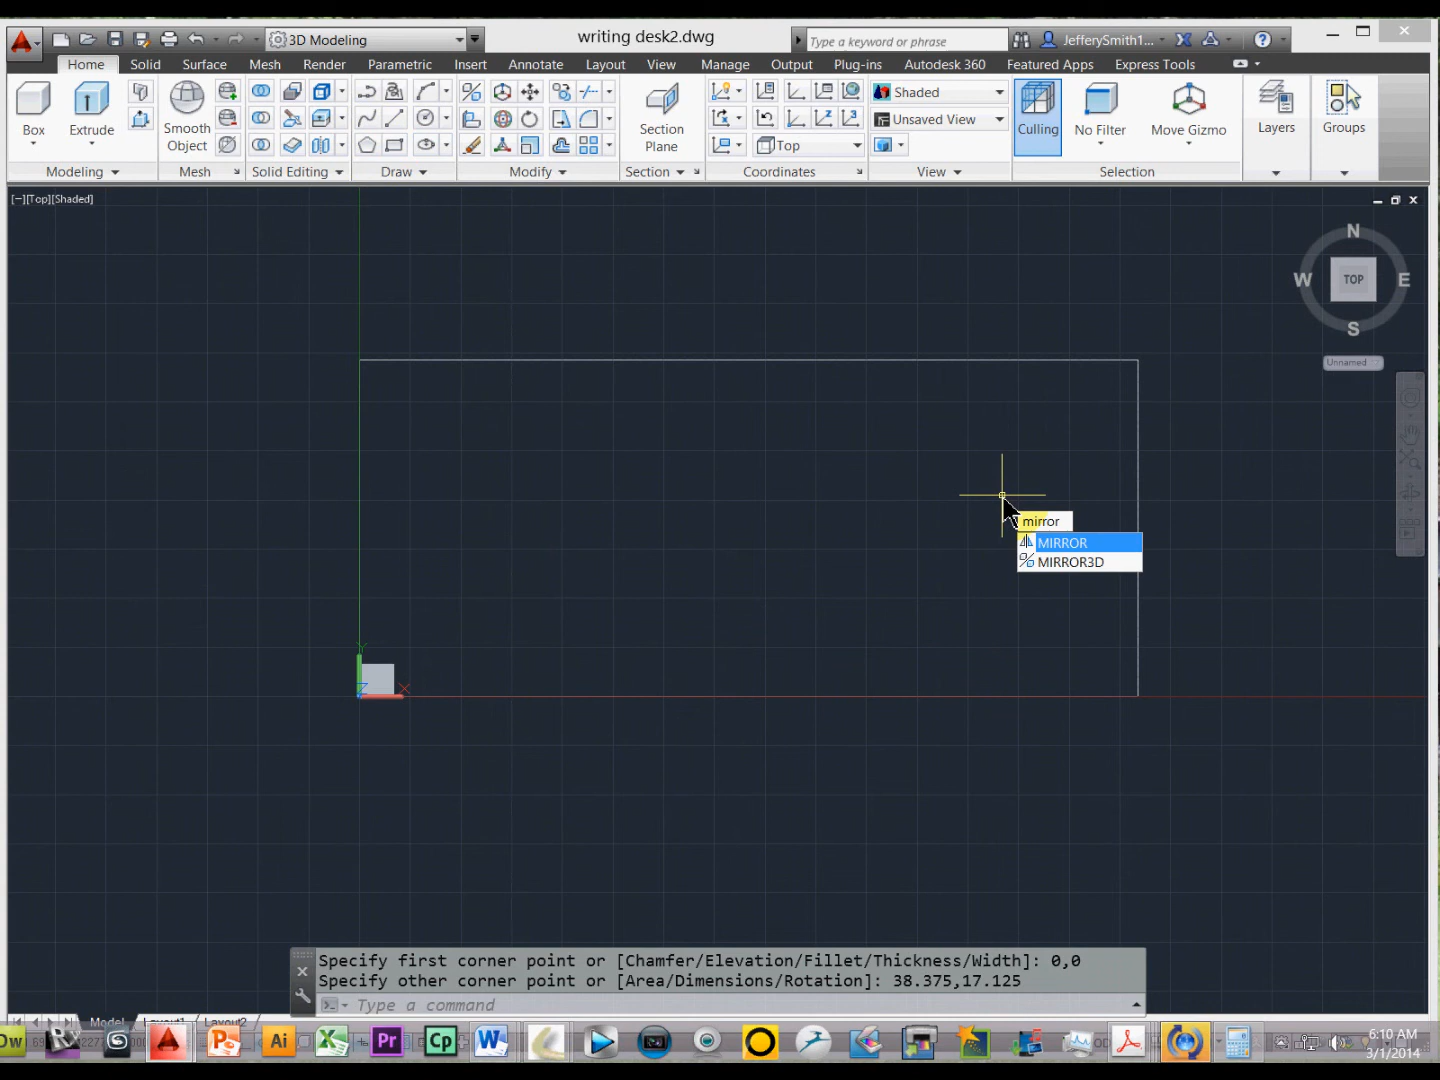 3D Modeling
writing desk2.dwg
Type a keyword or phrase
JefferySmith1...
Home Solid Surface Mesh Render Parametric Insert Annotate Layout View Manage Output Plug-ins Autodesk 360 Featured Apps Express Tools
Box
Extrude
Smooth
Object
Section
Plane
Top
Shaded
Unsaved View
Culling
No Filter
Move Gizmo
Layers
Groups
Modeling
Mesh
Solid Editing
Draw
Modify
Section
Coordinates
View
Selection
[−][Top][Shaded]
N
W
TOP
E
S
Unnamed
mirror
MIRROR
MIRROR3D
Y
Z
X
Specify first corner point or [Chamfer/Elevation/Fillet/Thickness/Width]: 0,0
Specify other corner point or [Area/Dimensions/Rotation]: 38.375,17.125
Type a command
Model Layout1 Layout2
Dw
Ai
Pr
Cp
6:10 AM
3/1/2014